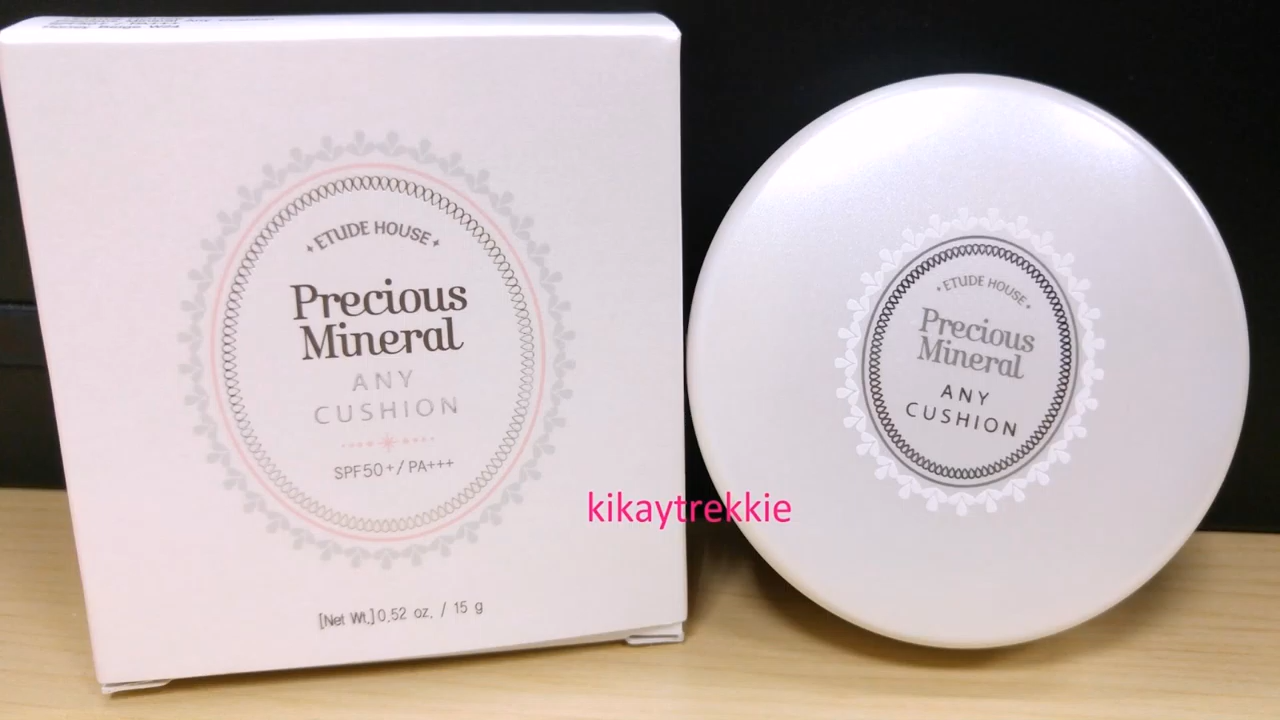 ETUDE HOUSE
Precious
Mineral
ANY
CUSHION
SPF50+/PA+++
[Net Wt.]0.52 oz. / 15 g
ETUDE HOUSE
Precious
Mineral
ANY
CUSHION
kikaytrekkie